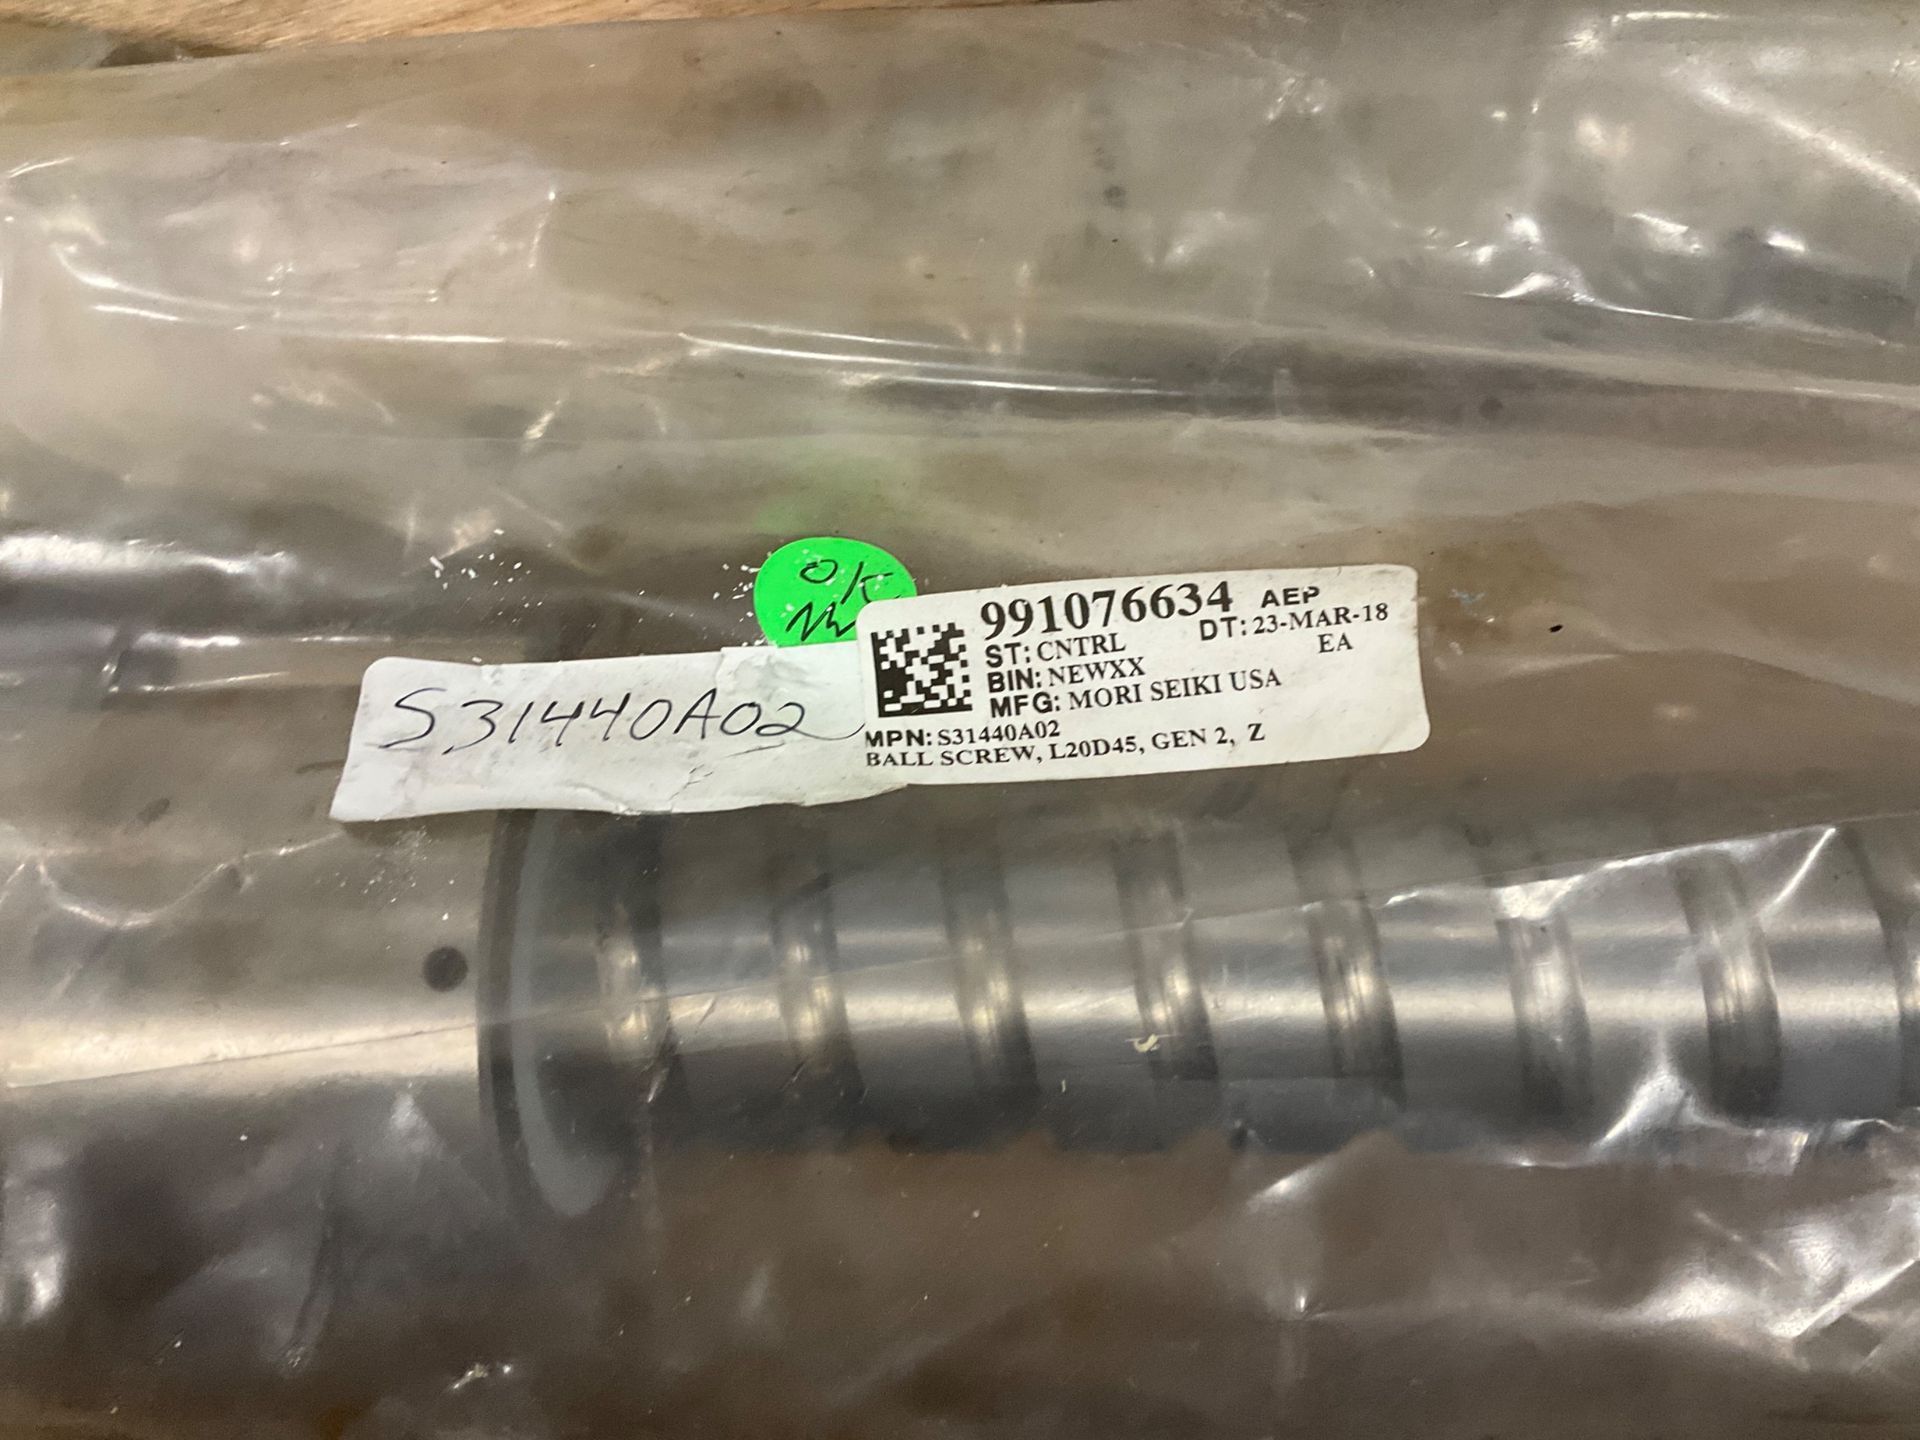 O/K
S31440A02
991076634 AEP
ST: CNTRL DT: 23-MAR-18
BIN: NEWXX EA
MFG: MORI SEIKI USA
MPN: S31440A02
BALL SCREW, L20D45, GEN 2, Z